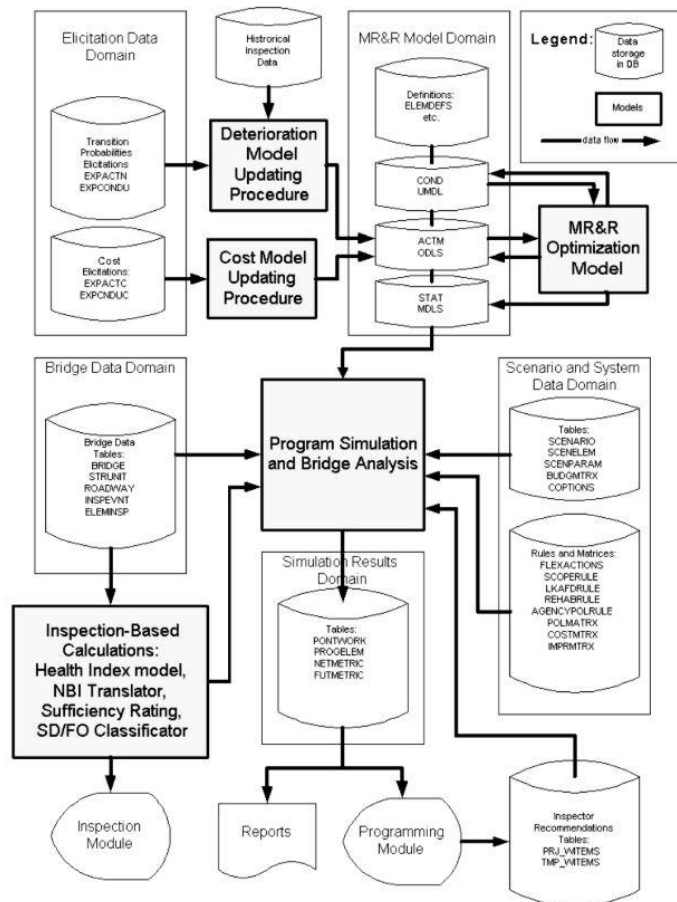 Elicitation Data
Domain
Transition
Probabilities
Elicitations:
EXPACTN
EXPCONDU
Cost
Elicitations:
EXPACTC
EXPCNDUC
Historical
Inspection
Data
Deterioration
Model
Updating
Procedure
Cost Model
Updating
Procedure
MR&R Model Domain
Definitions:
ELEMDEFS
etc.
COND
UMDL
ACTM
ODLS
STAT
MDLS
MR&R
Optimization
Model
Legend:
Data
storage
in DB
Models
data flow
Bridge Data Domain
Bridge Data
Tables:
BRIDGE
STRUNIT
ROADWAY
INSPEVNT
ELEMINSP
Program Simulation
and Bridge Analysis
Scenario and System
Data Domain
Tables:
SCENARIO
SCENELEM
SCENPARAM
BUDGMTRX
COPTIONS
Rules and Matrices:
FLEXACTIONS
SCOPERULE
LKAFDRULE
REHABRULE
AGENCYPOLRULE
POLMATRX
COSTMTRX
IMPRMTRX
Simulation Results
Domain
Tables:
PONTWORK
PROGELEM
NETMETRIC
FUTMETRIC
Inspection-Based
Calculations:
Health Index model,
NBI Translator,
Sufficiency Rating,
SD/FO Classificator
Inspection
Module
Reports
Programming
Module
Inspector
Recommendations
Tables:
PRJ_WITEMS
TMP_WITEMS